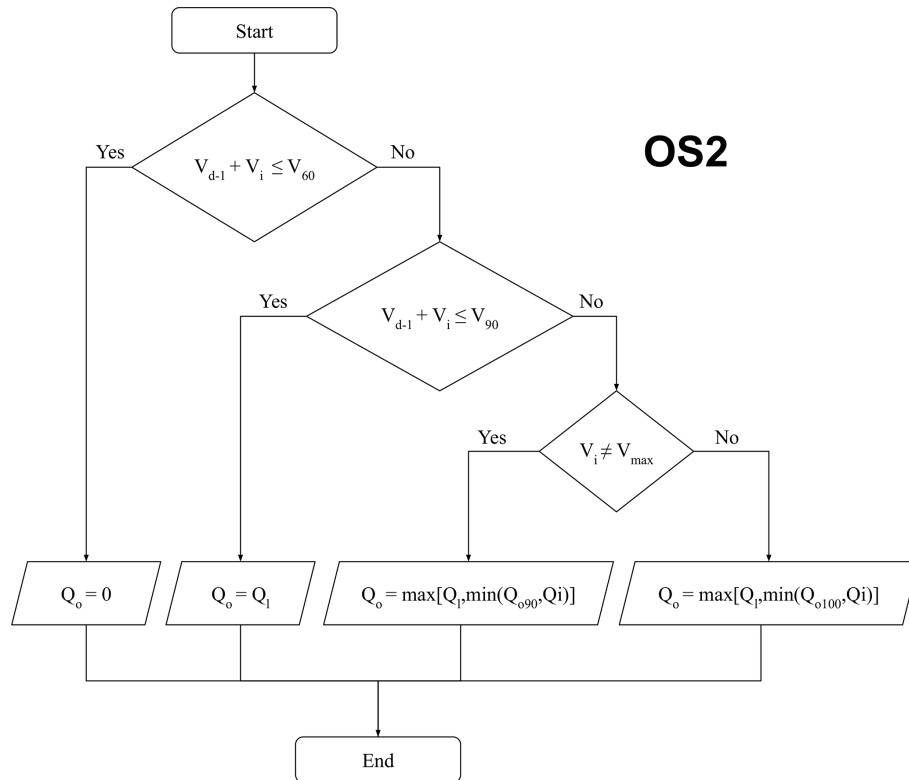 Start
OS2
Yes
V_{d-1} + V_i ≤ V_{60}
No
Yes
V_{d-1} + V_i ≤ V_{90}
No
Yes
V_i ≠ V_{max}
No
Q_o = 0
Q_o = Q_l
Q_o = max[Q_l,min(Q_{o90},Qi)]
Q_o = max[Q_l,min(Q_{o100},Qi)]
End